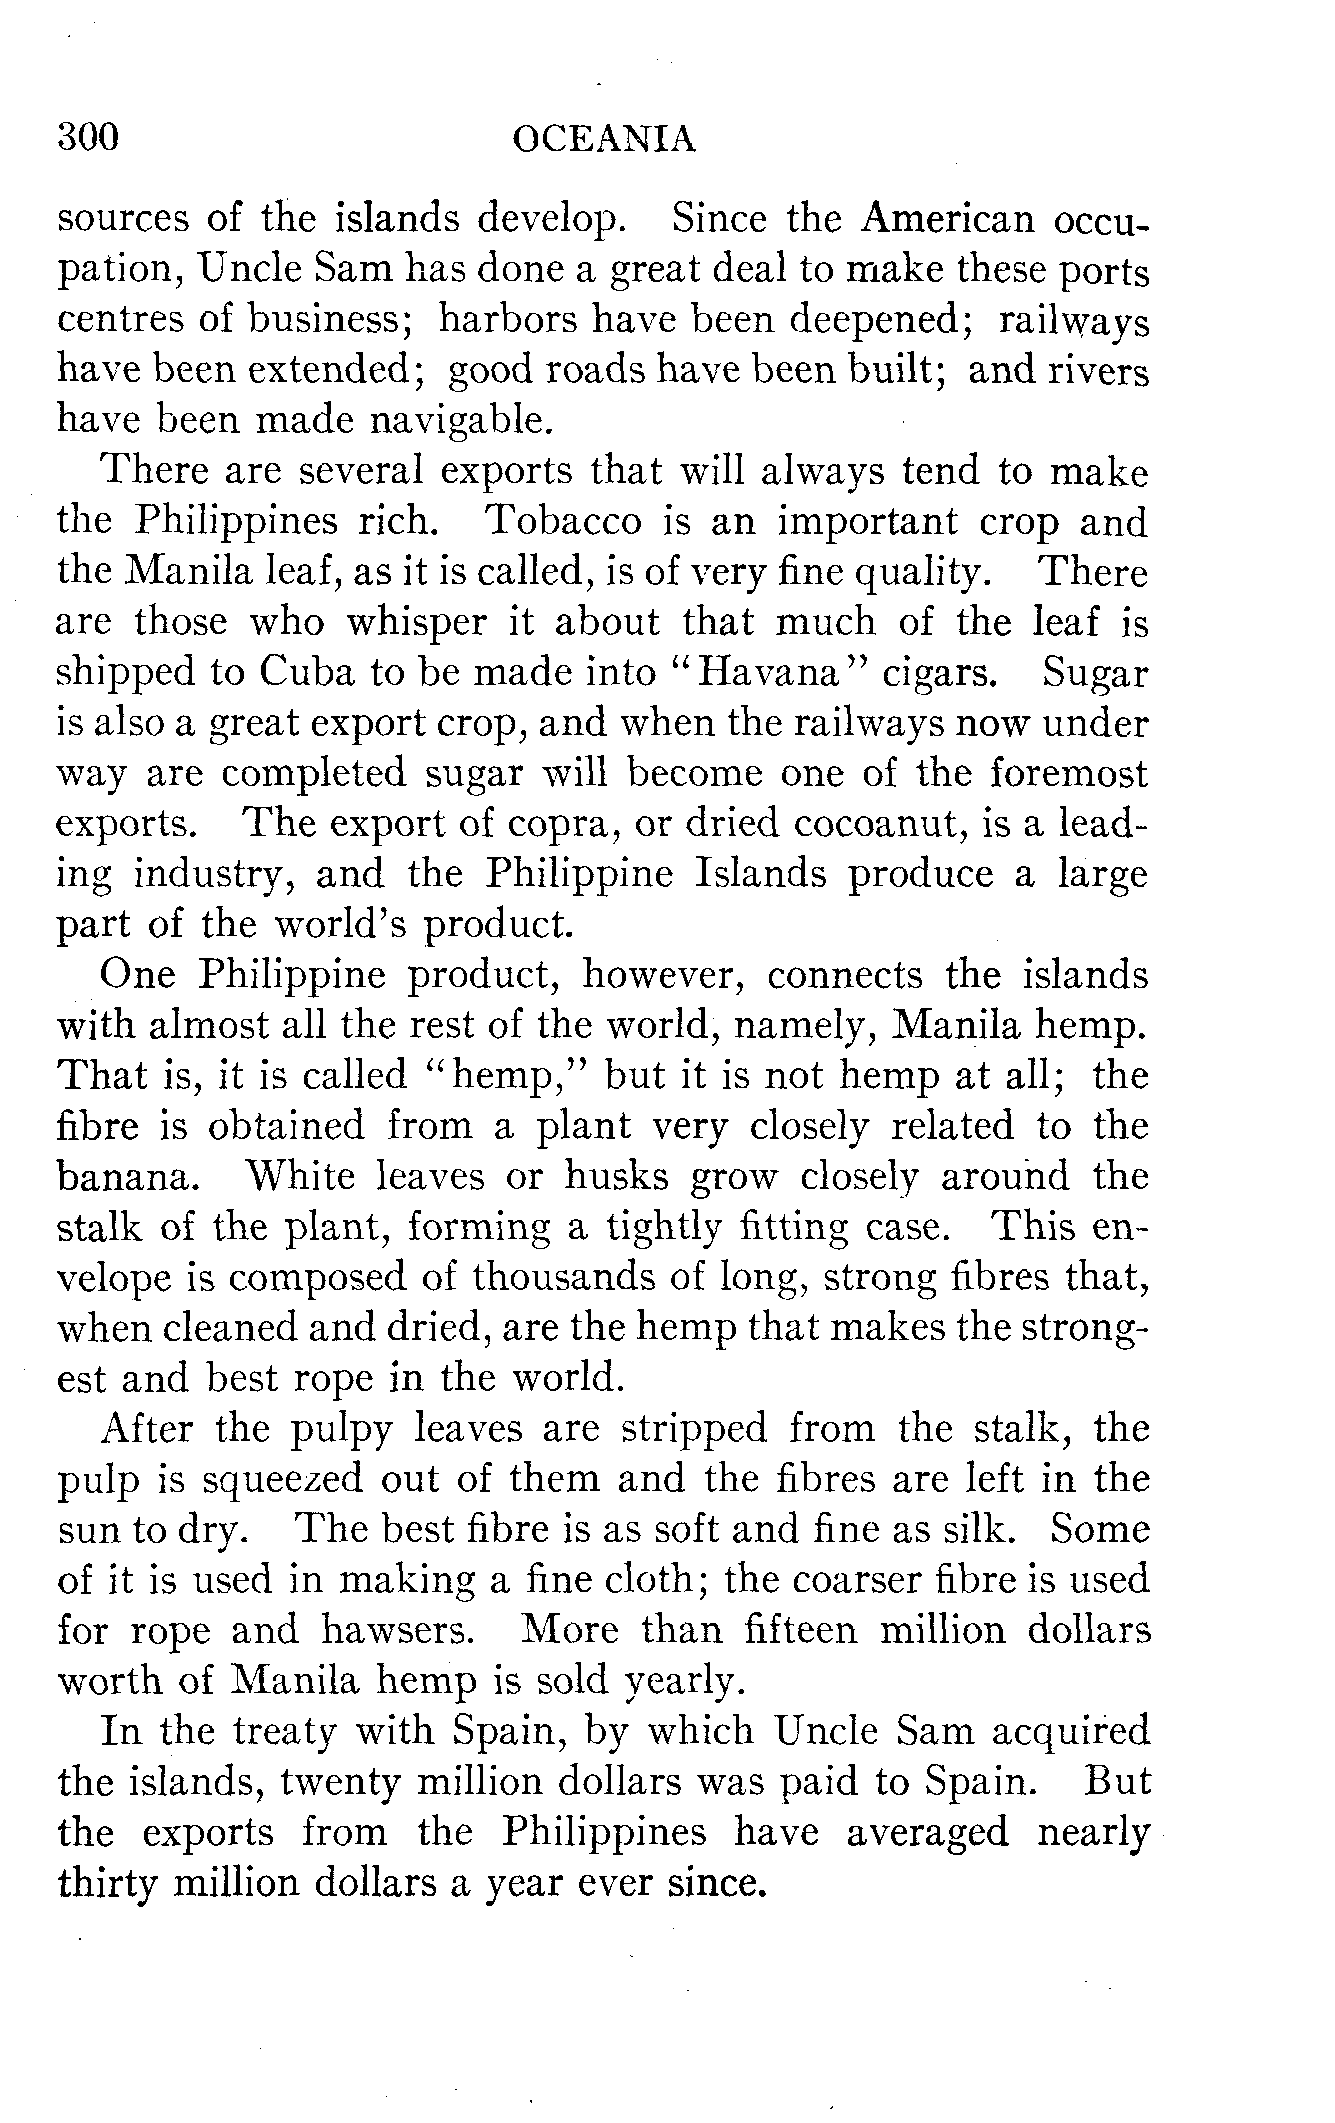 300 OCEANIA
sources of the islands develop. Since the American occu-
pation, Uncle Sam has done a great deal to make these ports
centres of business; harbors have been deepened; railways
have been extended; good roads have been built; and rivers
have been made navigable.
There are several exports that will always tend to make
the Philippines rich. Tobacco is an important crop and
the Manila leaf, as it is called, is of very fine quality. There
are those who whisper it about that much of the leaf is
shipped to Cuba to be made into "Havana" cigars. Sugar
is also a great export crop, and when the railways now under
way are completed sugar will become one of the foremost
exports. The export of copra, or dried cocoanut, is a lead-
ing industry, and the Philippine Islands produce a large
part of the world's product.
One Philippine product, however, connects the islands
with almost all the rest of the world, namely, Manila hemp.
That is, it is called "hemp," but it is not hemp at all; the
fibre is obtained from a plant very closely related to the
banana. White leaves or husks grow closely around the
stalk of the plant, forming a tightly fitting case. This en-
velope is composed of thousands of long, strong fibres that,
when cleaned and dried, are the hemp that makes the strong-
est and best rope in the world.
After the pulpy leaves are stripped from the stalk, the
pulp is squeezed out of them and the fibres are left in the
sun to dry. The best fibre is as soft and fine as silk. Some
of it is used in making a fine cloth; the coarser fibre is used
for rope and hawsers. More than fifteen million dollars
worth of Manila hemp is sold yearly.
In the treaty with Spain, by which Uncle Sam acquired
the islands, twenty million dollars was paid to Spain. But
the exports from the Philippines have averaged nearly
thirty million dollars a year ever since.